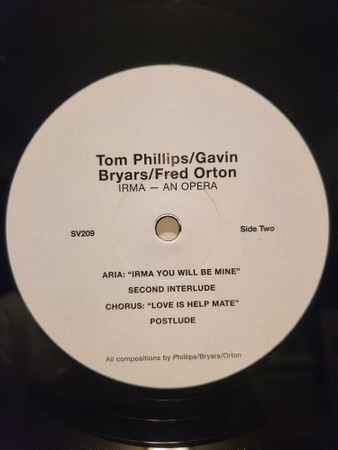 Tom Phillips/Gavin
Bryars/Fred Orton
IRMA — AN OPERA
SV209
Side Two
ARIA: "IRMA YOU WILL BE MINE"
SECOND INTERLUDE
CHORUS: "LOVE IS HELP MATE"
POSTLUDE
All compositions by Phillips/Bryars/Orton